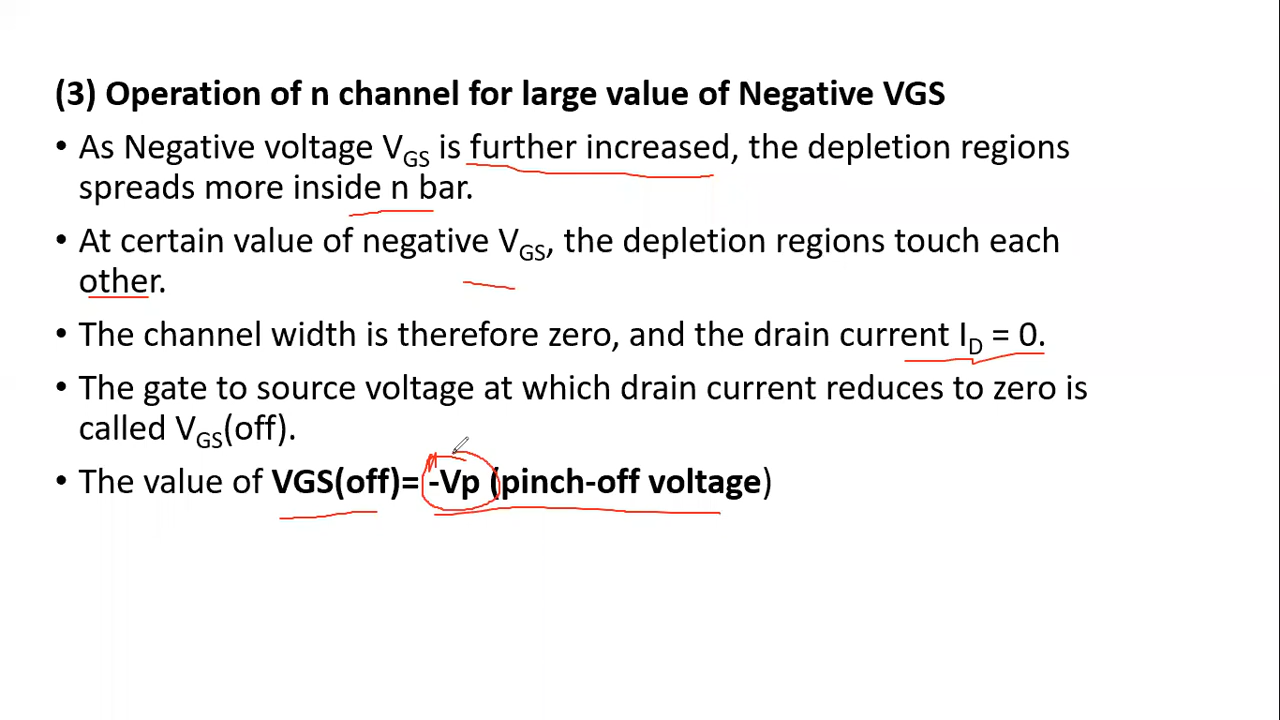 (3) Operation of n channel for large value of Negative VGS
• As Negative voltage VGS is further increased, the depletion regions
spreads more inside n bar.
• At certain value of negative VGS, the depletion regions touch each
other.
• The channel width is therefore zero, and the drain current ID = 0.
• The gate to source voltage at which drain current reduces to zero is
called VGS(off).
• The value of VGS(off)= -Vp (pinch-off voltage)